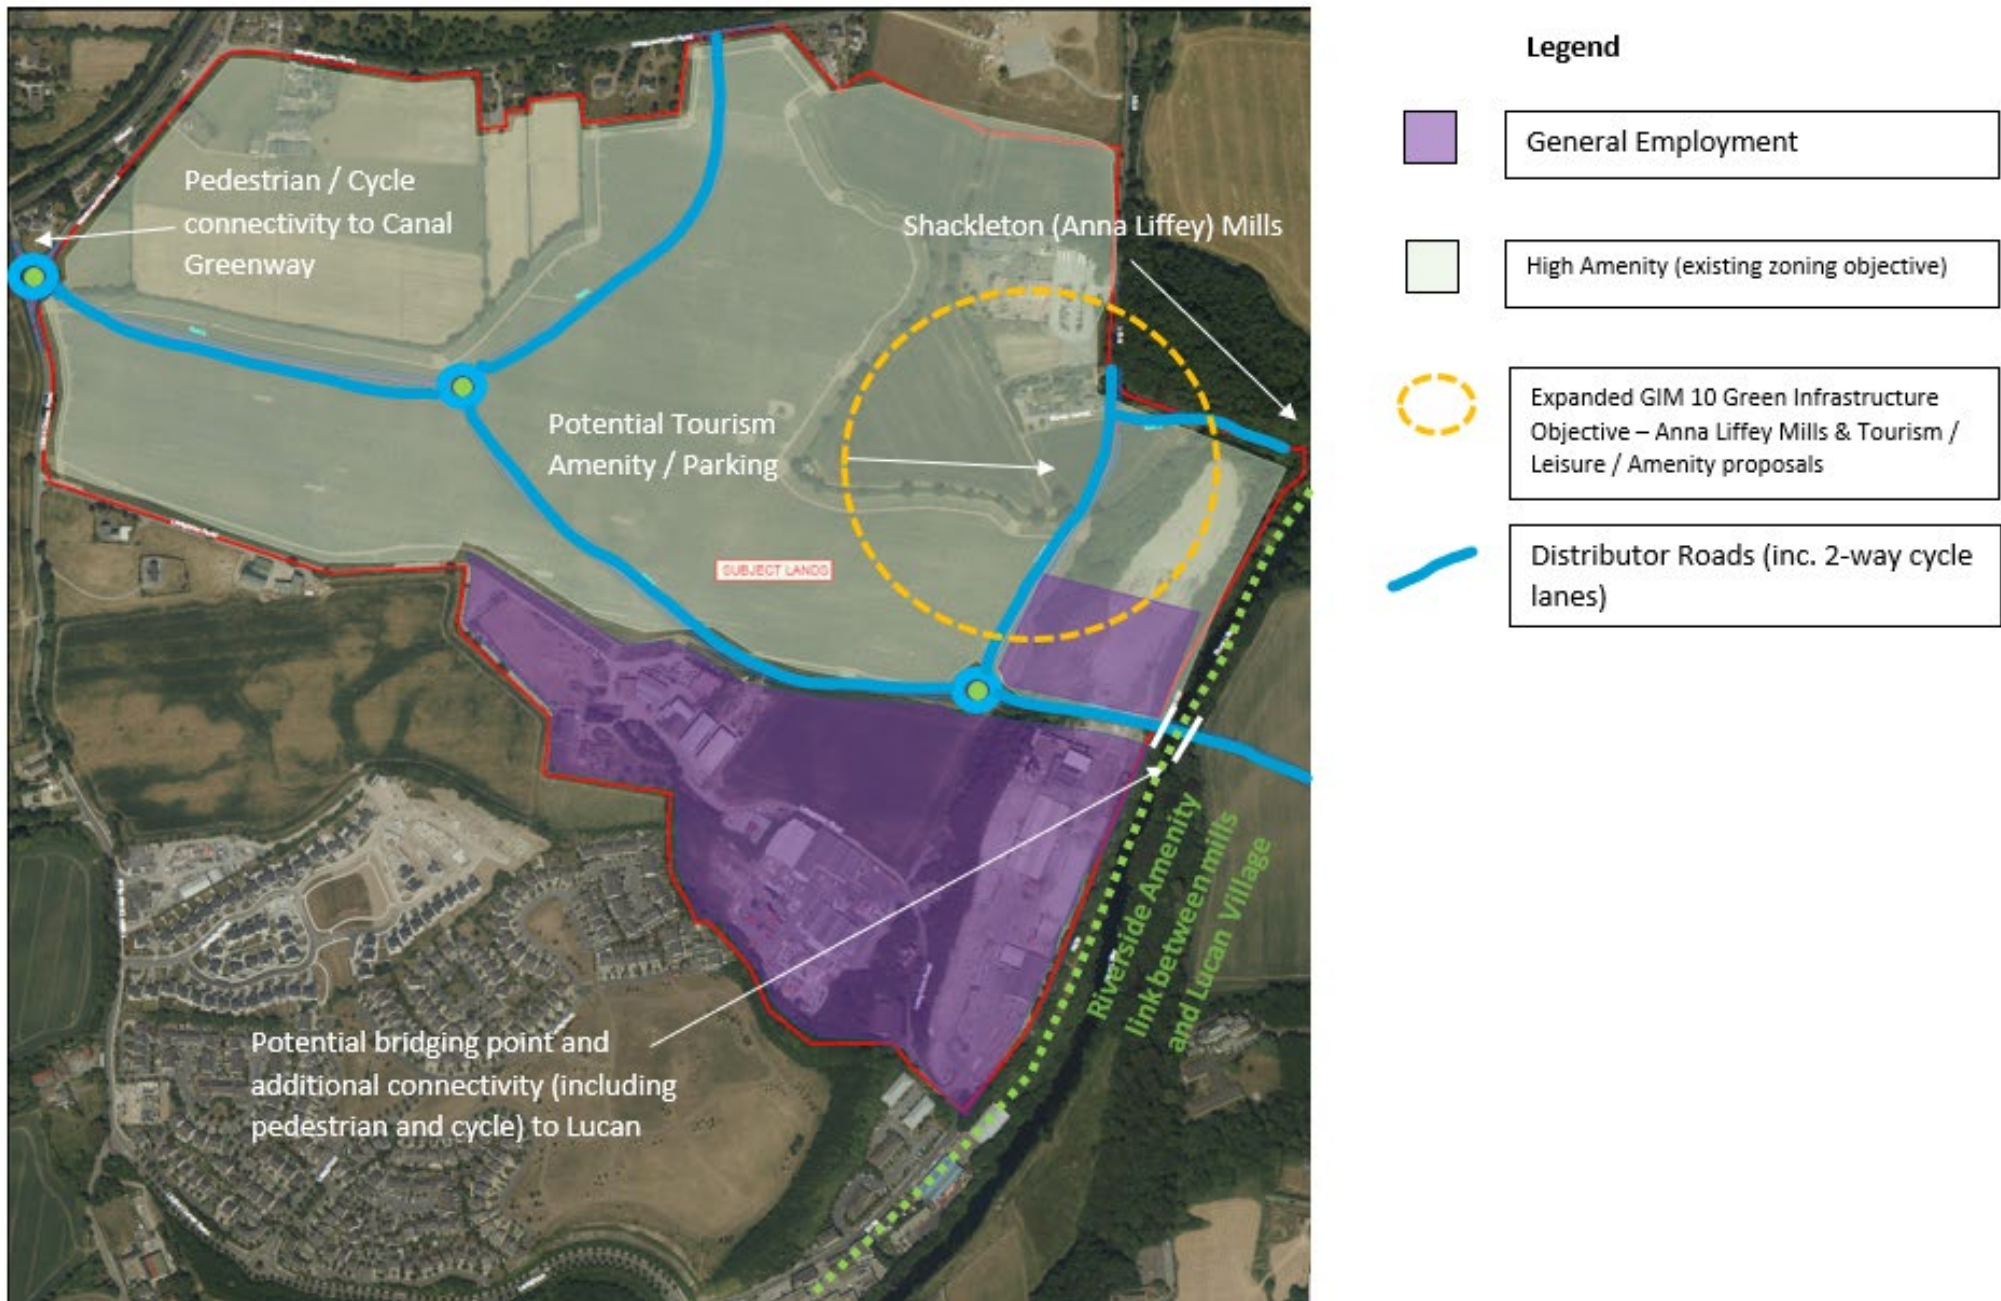 Legend
General Employment
High Amenity (existing zoning objective)
Expanded GIM 10 Green Infrastructure
Objective – Anna Liffey Mills & Tourism /
Leisure / Amenity proposals
Distributor Roads (inc. 2-way cycle
lanes)
Pedestrian / Cycle
connectivity to Canal
Greenway
Shackleton (Anna Liffey) Mills
Potential Tourism
Amenity / Parking
SUBJECT LANDS
Riverside Amenity
link between mills
and Lucan Village
Potential bridging point and
additional connectivity (including
pedestrian and cycle) to Lucan